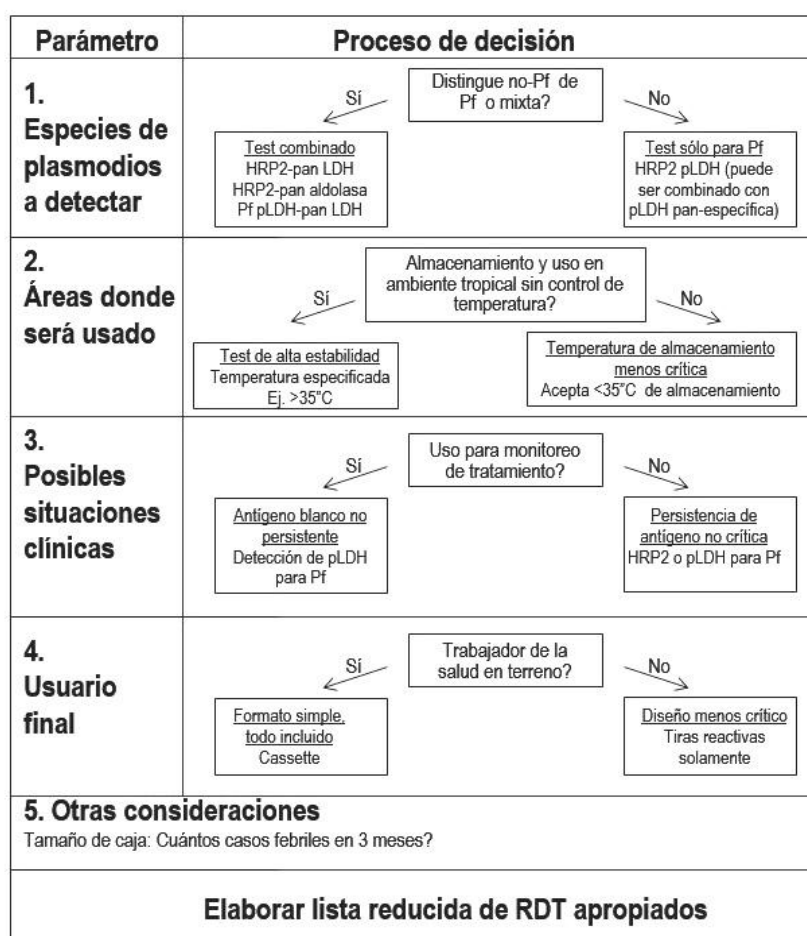 Parámetro
Proceso de decisión
1.
Especies de
plasmodios
a detectar
Distingue no-Pf de
Pf o mixta?
Sí
No
Test combinado
HRP2-pan LDH
HRP2-pan aldolasa
Pf pLDH-pan LDH
Test sólo para Pf
HRP2 pLDH (puede
ser combinado con
pLDH pan-específica)
2.
Áreas donde
será usado
Almacenamiento y uso en
ambiente tropical sin control de
temperatura?
Sí
No
Test de alta estabilidad
Temperatura especificada
Ej. >35"C
Temperatura de almacenamiento
menos crítica
Acepta <35"C de almacenamiento
3.
Posibles
situaciones
clínicas
Uso para monitoreo
de tratamiento?
Sí
No
Antígeno blanco no
persistente
Detección de pLDH
para Pf
Persistencia de
antígeno no crítica
HRP2 o pLDH para Pf
4.
Usuario
final
Trabajador de la
salud en terreno?
Sí
No
Formato simple,
todo incluido
Cassette
Diseño menos crítico
Tiras reactivas
solamente
5. Otras consideraciones
Tamaño de caja: Cuántos casos febriles en 3 meses?
Elaborar lista reducida de RDT apropiados